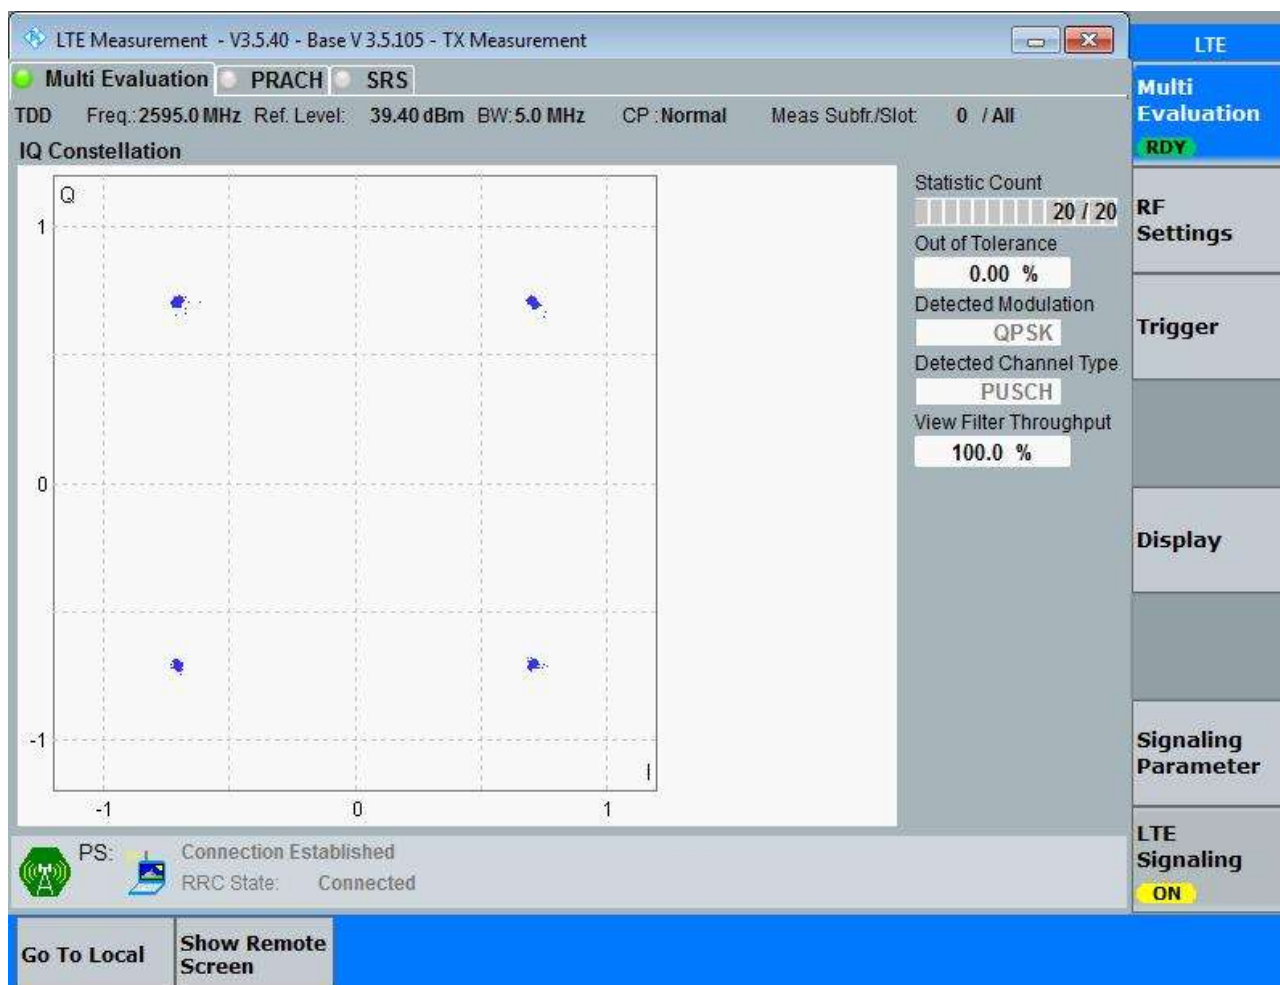 LTE Measurement - V3.5.40 - Base V 3.5.105 - TX Measurement
LTE
Multi Evaluation PRACH SRS
TDD Freq.:2595.0 MHz Ref. Level: 39.40 dBm BW:5.0 MHz CP :Normal Meas Subfr./Slot: 0 / All
IQ Constellation
Q
1
0
-1
I
-1 0 1
Statistic Count
20 / 20
Out of Tolerance
0.00 %
Detected Modulation
QPSK
Detected Channel Type
PUSCH
View Filter Throughput
100.0 %
Multi
Evaluation
RDY
RF
Settings
Trigger
Display
Signaling
Parameter
LTE
Signaling
ON
PS: Connection Established
RRC State: Connected
Go To Local
Show Remote
Screen